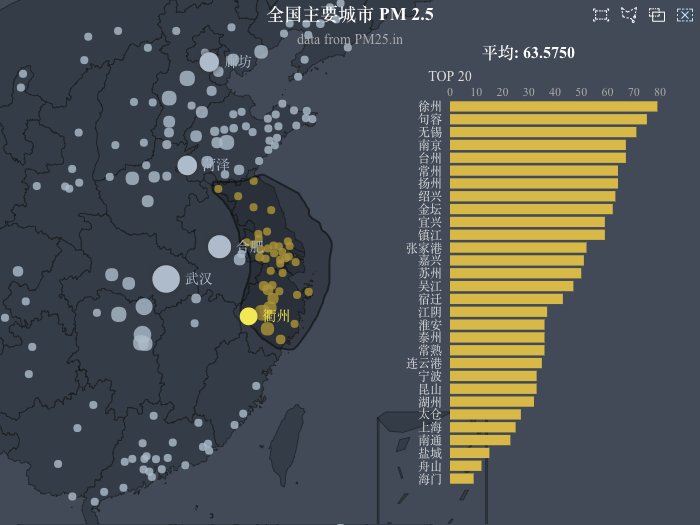 全国主要城市 PM 2.5
data from PM25.in
平均: 63.5750
TOP 20
0 10 20 30 40 50 60 70 80
徐州
句容
无锡
南京
台州
常州
扬州
绍兴
金坛
宜兴
镇江
张家港
嘉兴
苏州
吴江
宿迁
江阴
淮安
泰州
常熟
连云港
宁波
昆山
湖州
太仓
上海
南通
盐城
舟山
海门
廊坊
菏泽
合肥
武汉
衢州